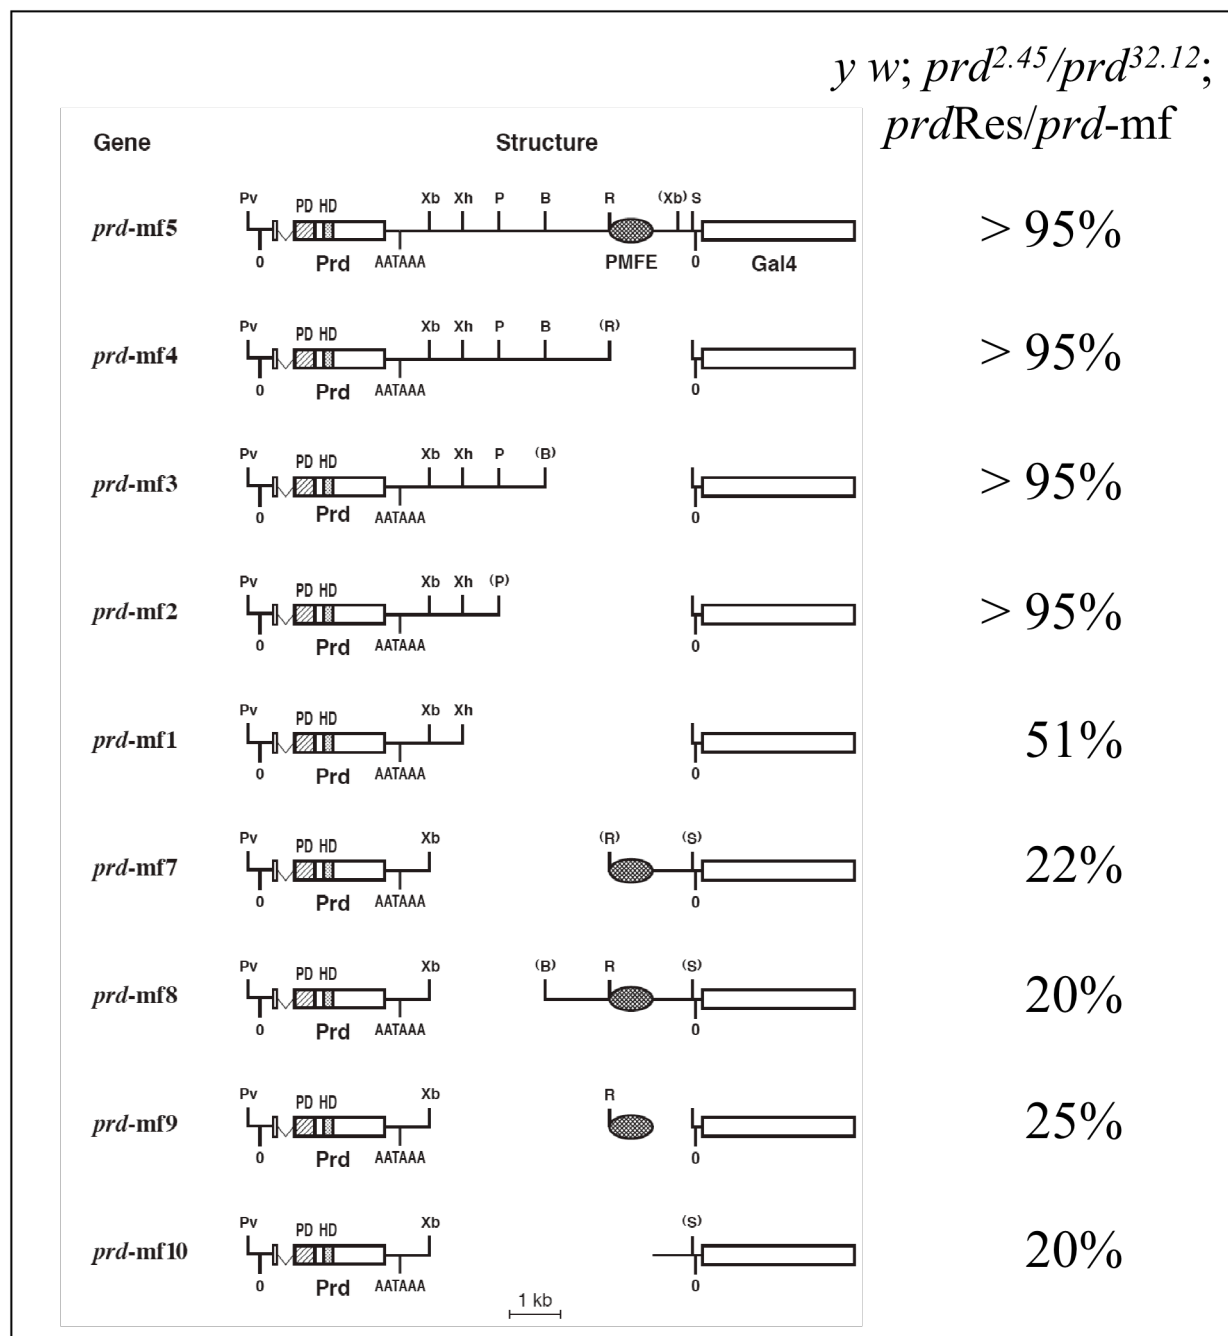 y w; prd2.45/prd32.12;
prdRes/prd-mf
Gene Structure
Pv PD HD Xb Xh P B R (Xb) S
prd-mf5 > 95%
0 Prd AATAAA PMFE 0 Gal4
Pv PD HD Xb Xh P B (R)
prd-mf4 > 95%
0 Prd AATAAA 0
Pv PD HD Xb Xh P (B)
prd-mf3 > 95%
0 Prd AATAAA 0
Pv PD HD Xb Xh (P)
prd-mf2 > 95%
0 Prd AATAAA 0
Pv PD HD Xb Xh
prd-mf1 51%
0 Prd AATAAA 0
Pv PD HD Xb (R) (S)
prd-mf7 22%
0 Prd AATAAA 0
Pv PD HD Xb (B) R (S)
prd-mf8 20%
0 Prd AATAAA 0
Pv PD HD Xb R
prd-mf9 25%
0 Prd AATAAA 0
Pv PD HD Xb (S)
prd-mf10 20%
0 Prd AATAAA 0
1 kb